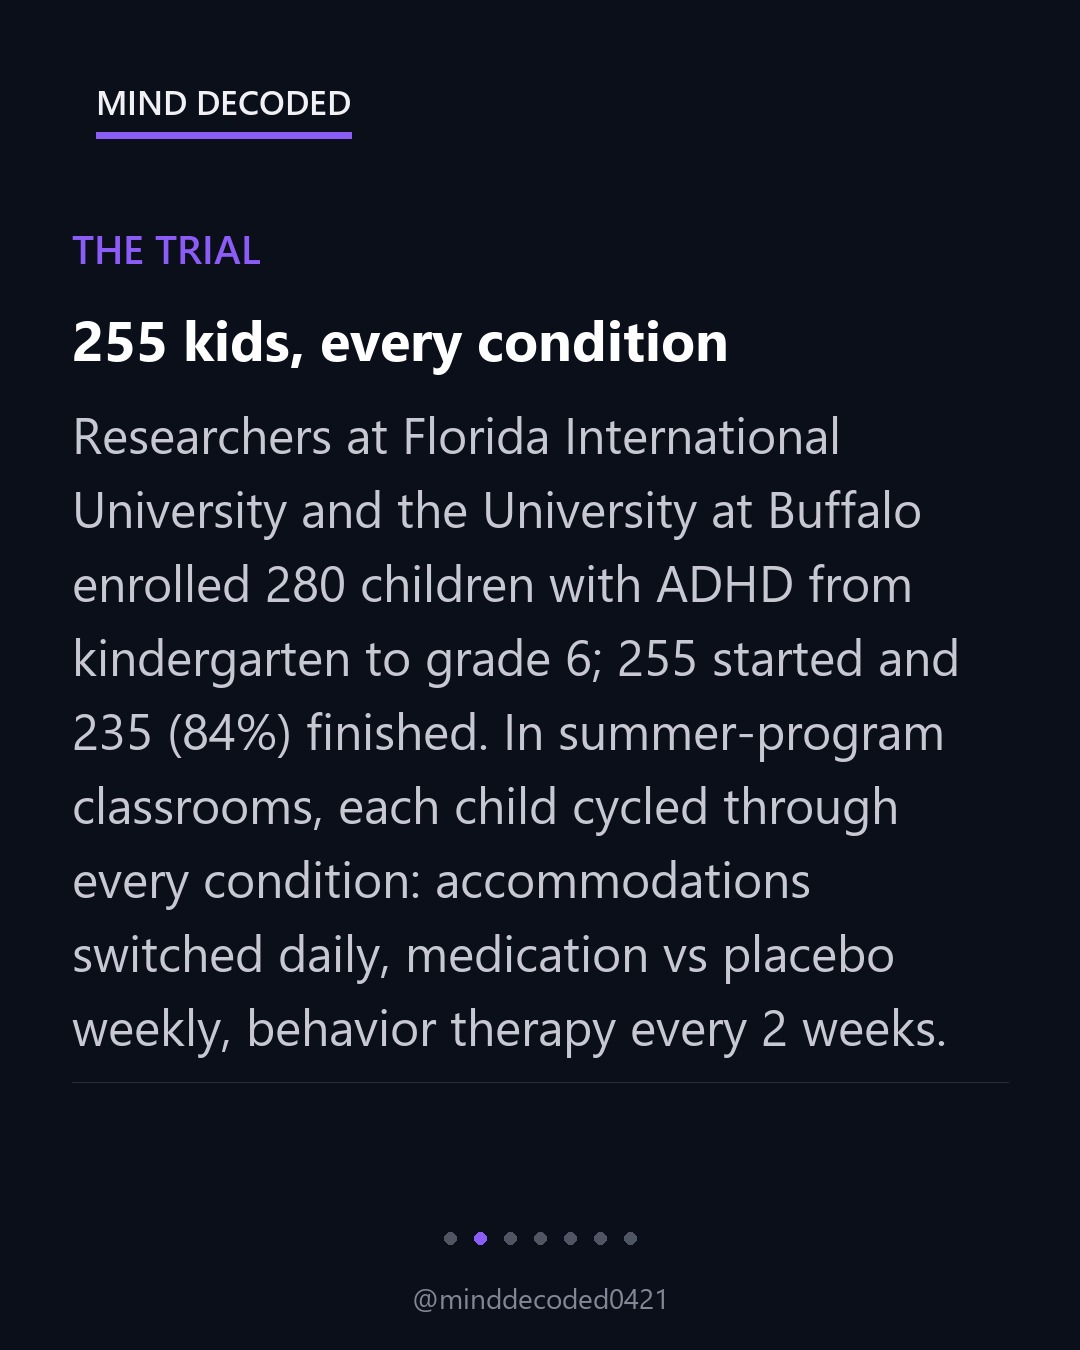 MIND DECODED
THE TRIAL
255 kids, every condition
Researchers at Florida International
University and the University at Buffalo
enrolled 280 children with ADHD from
kindergarten to grade 6; 255 started and
235 (84%) finished. In summer-program
classrooms, each child cycled through
every condition: accommodations
switched daily, medication vs placebo
weekly, behavior therapy every 2 weeks.
@minddecoded0421